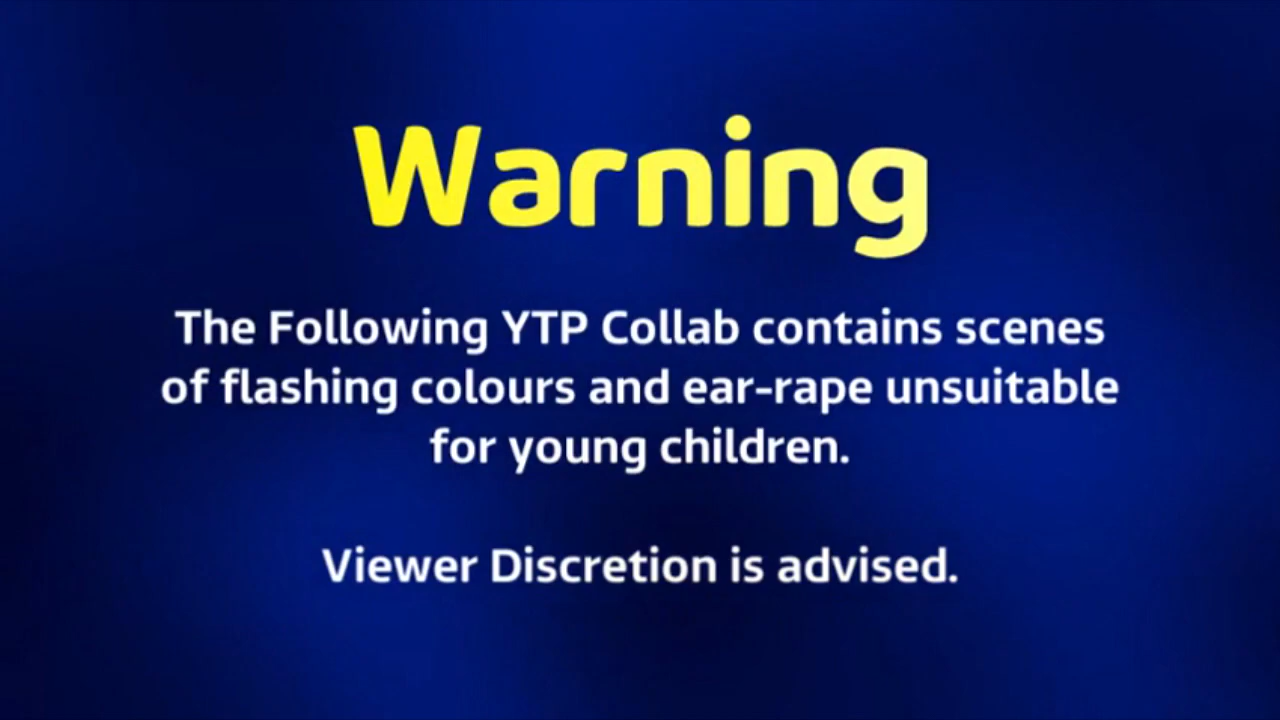 Warning
The Following YTP Collab contains scenes
of flashing colours and ear-rape unsuitable
for young children.
Viewer Discretion is advised.